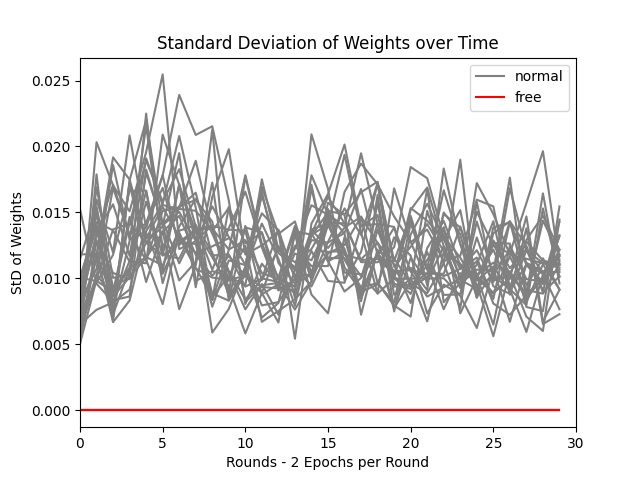 Standard Deviation of Weights over Time
normal
free
StD of Weights
0.025
0.020
0.015
0.010
0.005
0.000
0 5 10 15 20 25 30
Rounds - 2 Epochs per Round